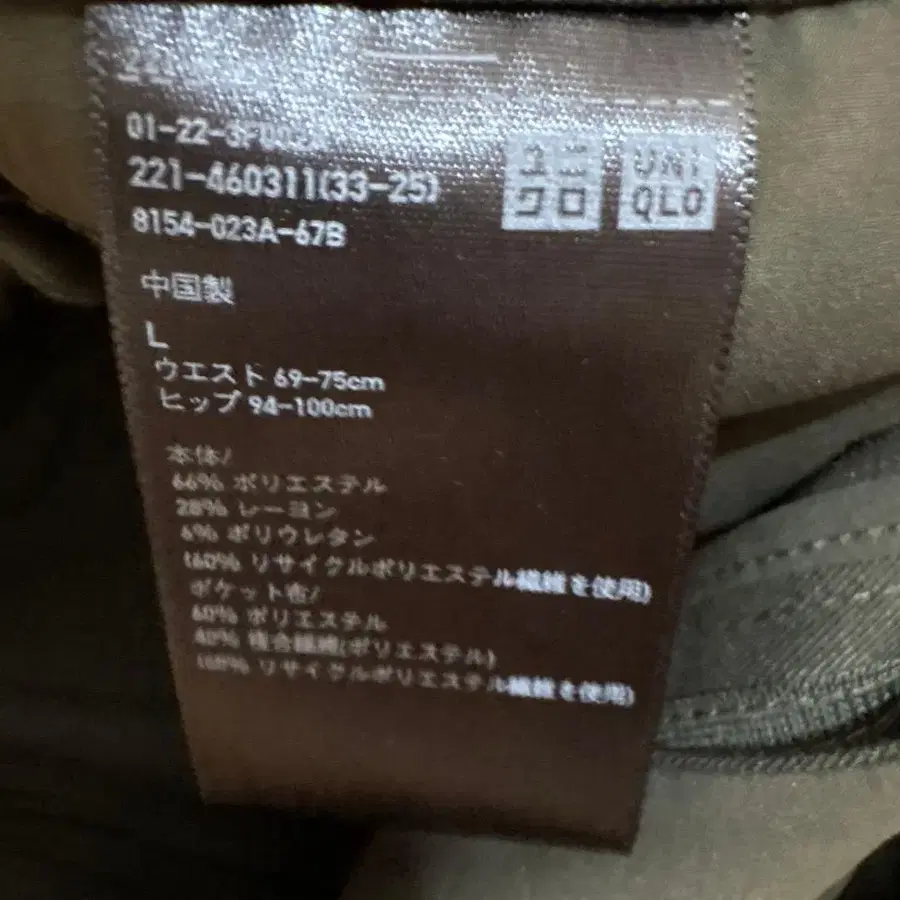 221-460311(33-25)
8154-023A-67B
ユニ
クロ
UNI
QLO
中国製
L
ウエスト 69-75cm
ヒップ 94-100cm
本体/
66% ポリエステル
28% レーヨン
6% ポリウレタン
(60% リサイクルポリエステル繊維を使用)
ポケット布/
60% ポリエステル
40% 複合繊維(ポリエステル)
リサイクルポリエステル繊維を使用)